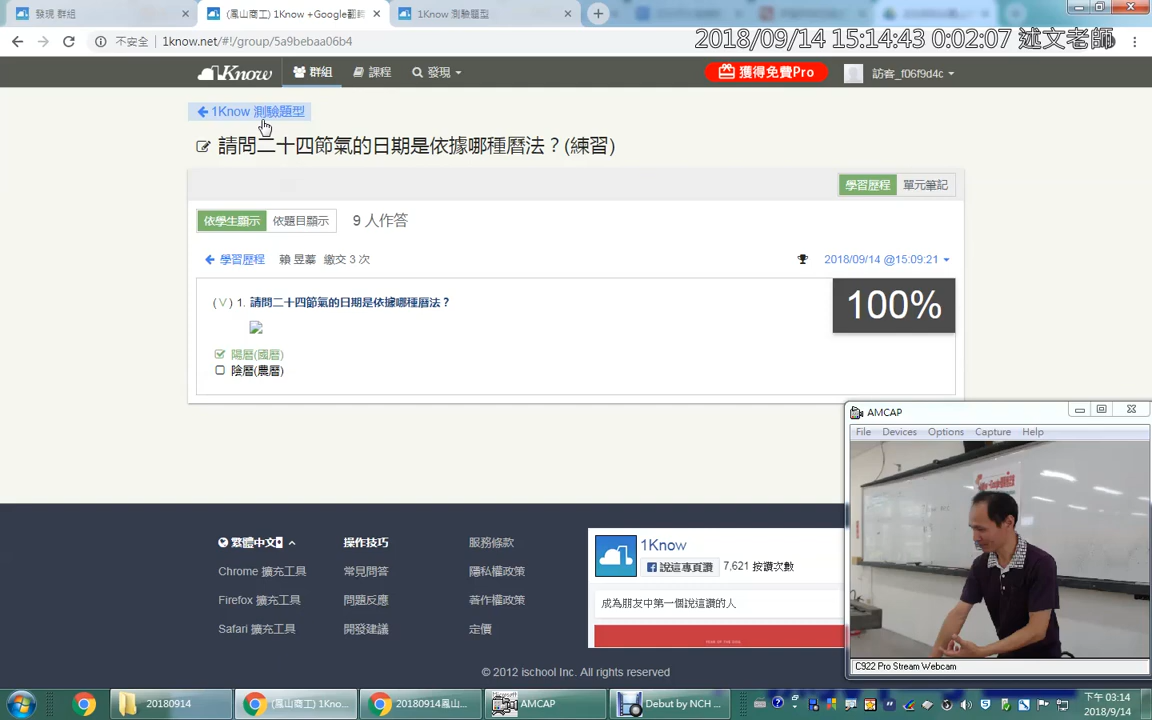 發現 群組
(鳳山商工) 1Know +Google翻
1Know 測驗題型
不安全 1know.net/#!/group/5a9bebaa06b4
2018/09/14 15:14:43 0:02:07 述文老師
1Know 群組 課程 發現 獲得免費Pro 訪客_f06f9d4c
1Know 測驗題型
請問二十四節氣的日期是依據哪種曆法？(練習)
學習歷程 單元筆記
依學生顯示 依題目顯示 9 人作答
學習歷程 賴 昱蓁 繳交 3 次 2018/09/14 @15:09:21
(V) 1. 請問二十四節氣的日期是依據哪種曆法？ 100%
陽曆(國曆)
陰曆(農曆)
AMCAP
File Devices Options Capture Help
C922 Pro Stream Webcam
繁體中文 操作技巧 服務條款
Chrome 擴充工具 常見問答 隱私權政策
Firefox 擴充工具 問題反應 著作權政策
Safari 擴充工具 開發建議 定價
1Know
說這專頁讚 7,621 按讚次數
成為朋友中第一個說這讚的人
© 2012 ischool Inc. All rights reserved
20180914 (鳳山商工) 1Kno... 20180914鳳山... AMCAP Debut by NCH ...
下午 03:14
2018/9/14